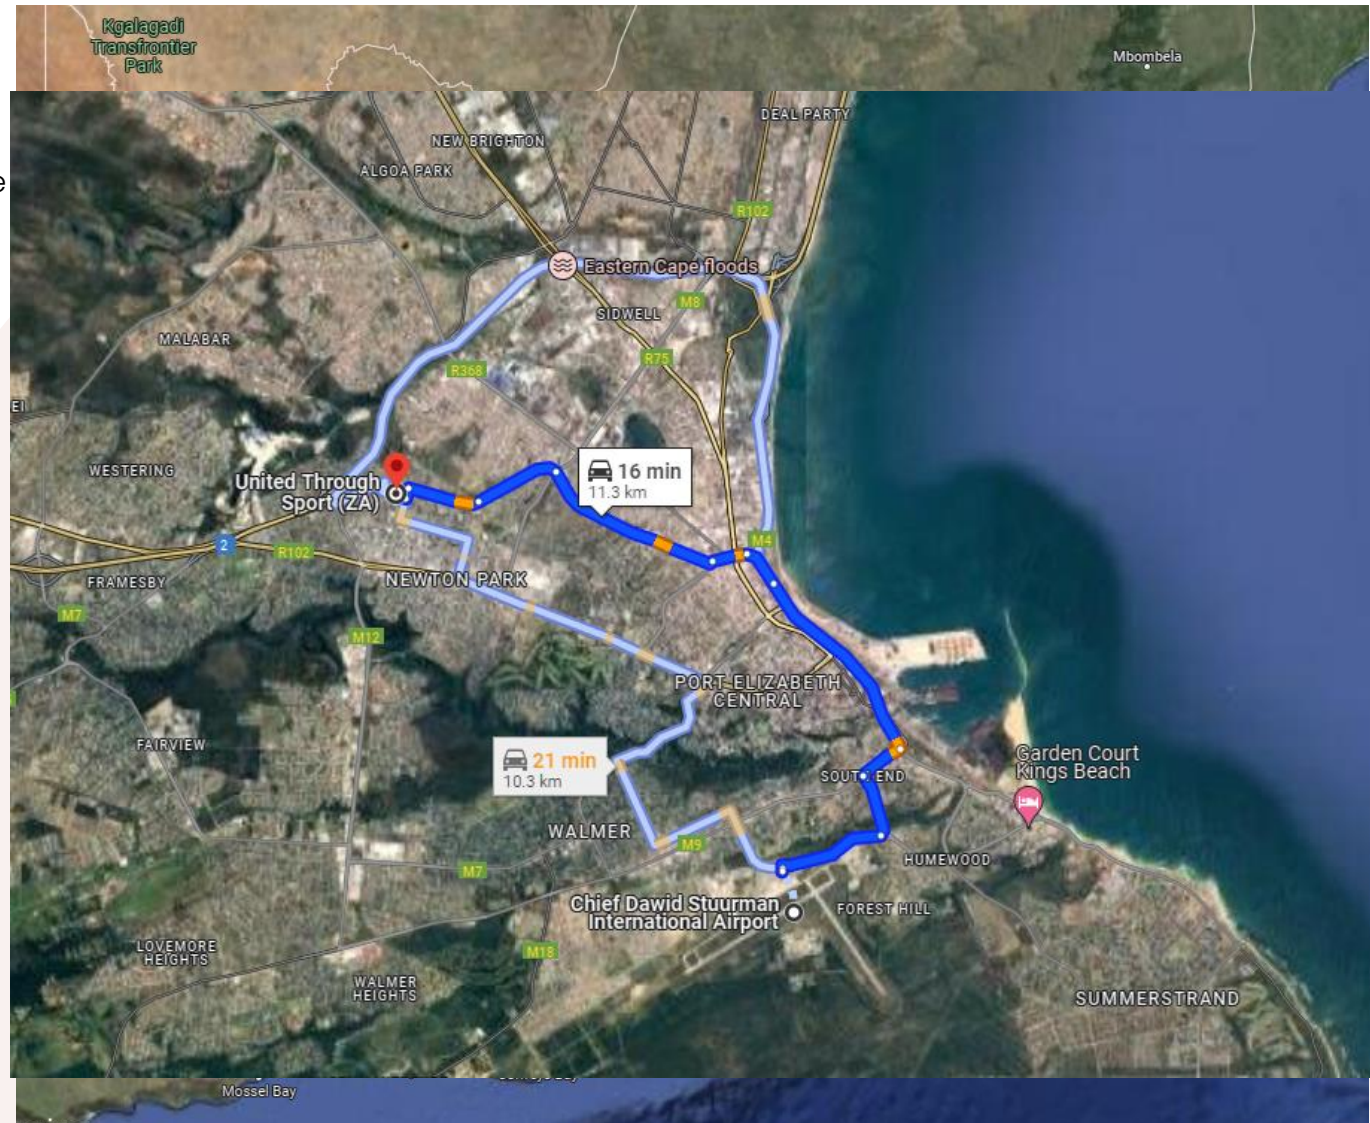 Kgalagadi
Transfrontier
Park
Mbombela
DEAL PARTY
NEW BRIGHTON
ALGOA PARK
e
R102
Eastern Cape floods
M8
SIDWELL
MALABAR
R75
R368
EI
WESTERING
16 min
11.3 km
United Through
Sport (ZA)
M4
2
R102
FRAMESBY
NEWTON PARK
M7
M12
PORT ELIZABETH
CENTRAL
FAIRVIEW
21 min
10.3 km
Garden Court
Kings Beach
SOUTHEND
WALMER
M9
HUMEWOOD
M7
Chief Dawid Stuurman
International Airport
FOREST HILL
LOVEMORE
HEIGHTS
M18
WALMER
HEIGHTS
SUMMERSTRAND
Mossel Bay